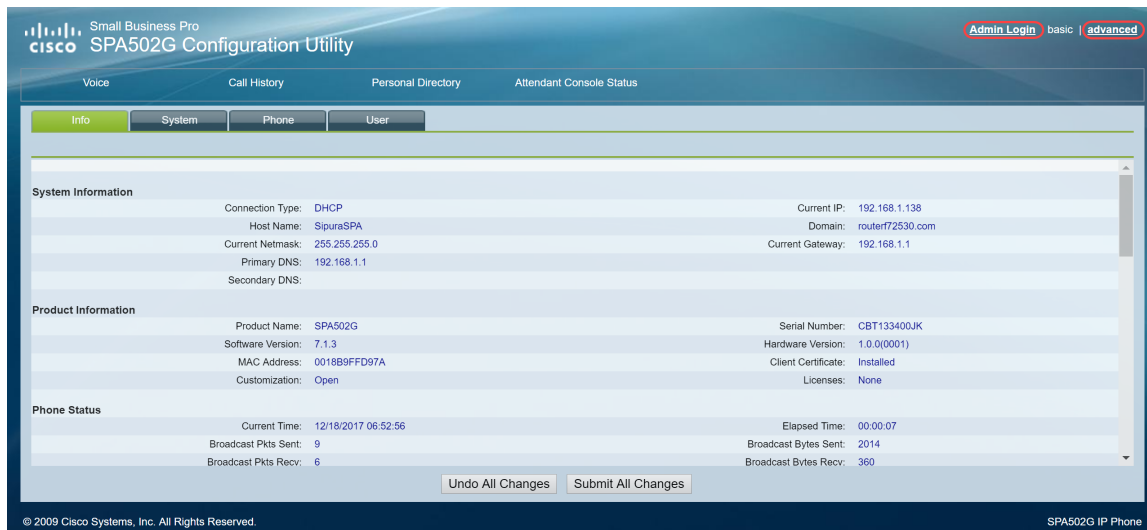 Small Business Pro
cisco SPA502G Configuration Utility
Admin Login basic | advanced
Voice Call History Personal Directory Attendant Console Status
Info System Phone User
System Information
Connection Type: DHCP Current IP: 192.168.1.138
Host Name: SipuraSPA Domain: routerf72530.com
Current Netmask: 255.255.255.0 Current Gateway: 192.168.1.1
Primary DNS: 192.168.1.1
Secondary DNS:
Product Information
Product Name: SPA502G Serial Number: CBT133400JK
Software Version: 7.1.3 Hardware Version: 1.0.0(0001)
MAC Address: 0018B9FFD97A Client Certificate: Installed
Customization: Open Licenses: None
Phone Status
Current Time: 12/18/2017 06:52:56 Elapsed Time: 00:00:07
Broadcast Pkts Sent: 9 Broadcast Bytes Sent: 2014
Broadcast Pkts Recv: 6 Broadcast Bytes Recv: 360
Undo All Changes Submit All Changes
© 2009 Cisco Systems, Inc. All Rights Reserved. SPA502G IP Phone